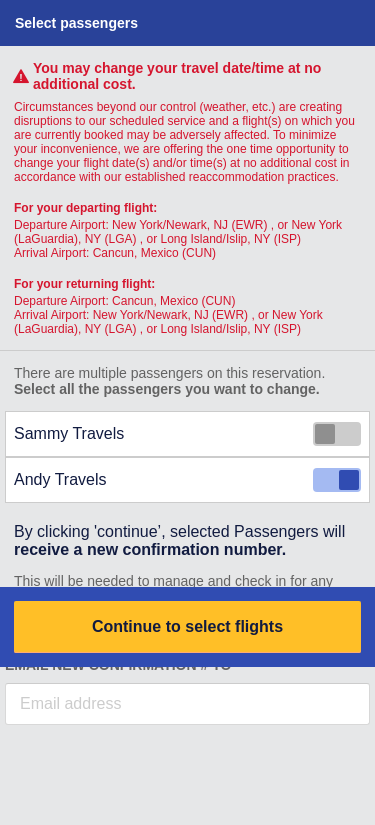 Select passengers
You may change your travel date/time at no
additional cost.
Circumstances beyond our control (weather, etc.) are creating
disruptions to our scheduled service and a flight(s) on which you
are currently booked may be adversely affected. To minimize
your inconvenience, we are offering the one time opportunity to
change your flight date(s) and/or time(s) at no additional cost in
accordance with our established reaccommodation practices.
For your departing flight:
Departure Airport: New York/Newark, NJ (EWR) , or New York
(LaGuardia), NY (LGA) , or Long Island/Islip, NY (ISP)
Arrival Airport: Cancun, Mexico (CUN)
For your returning flight:
Departure Airport: Cancun, Mexico (CUN)
Arrival Airport: New York/Newark, NJ (EWR) , or New York
(LaGuardia), NY (LGA) , or Long Island/Islip, NY (ISP)
There are multiple passengers on this reservation.
Select all the passengers you want to change.
Sammy Travels
Andy Travels
By clicking 'continue', selected Passengers will
receive a new confirmation number.
This will be needed to manage and check in for any
Continue to select flights
EMAIL NEW CONFIRMATION # TO
Email address